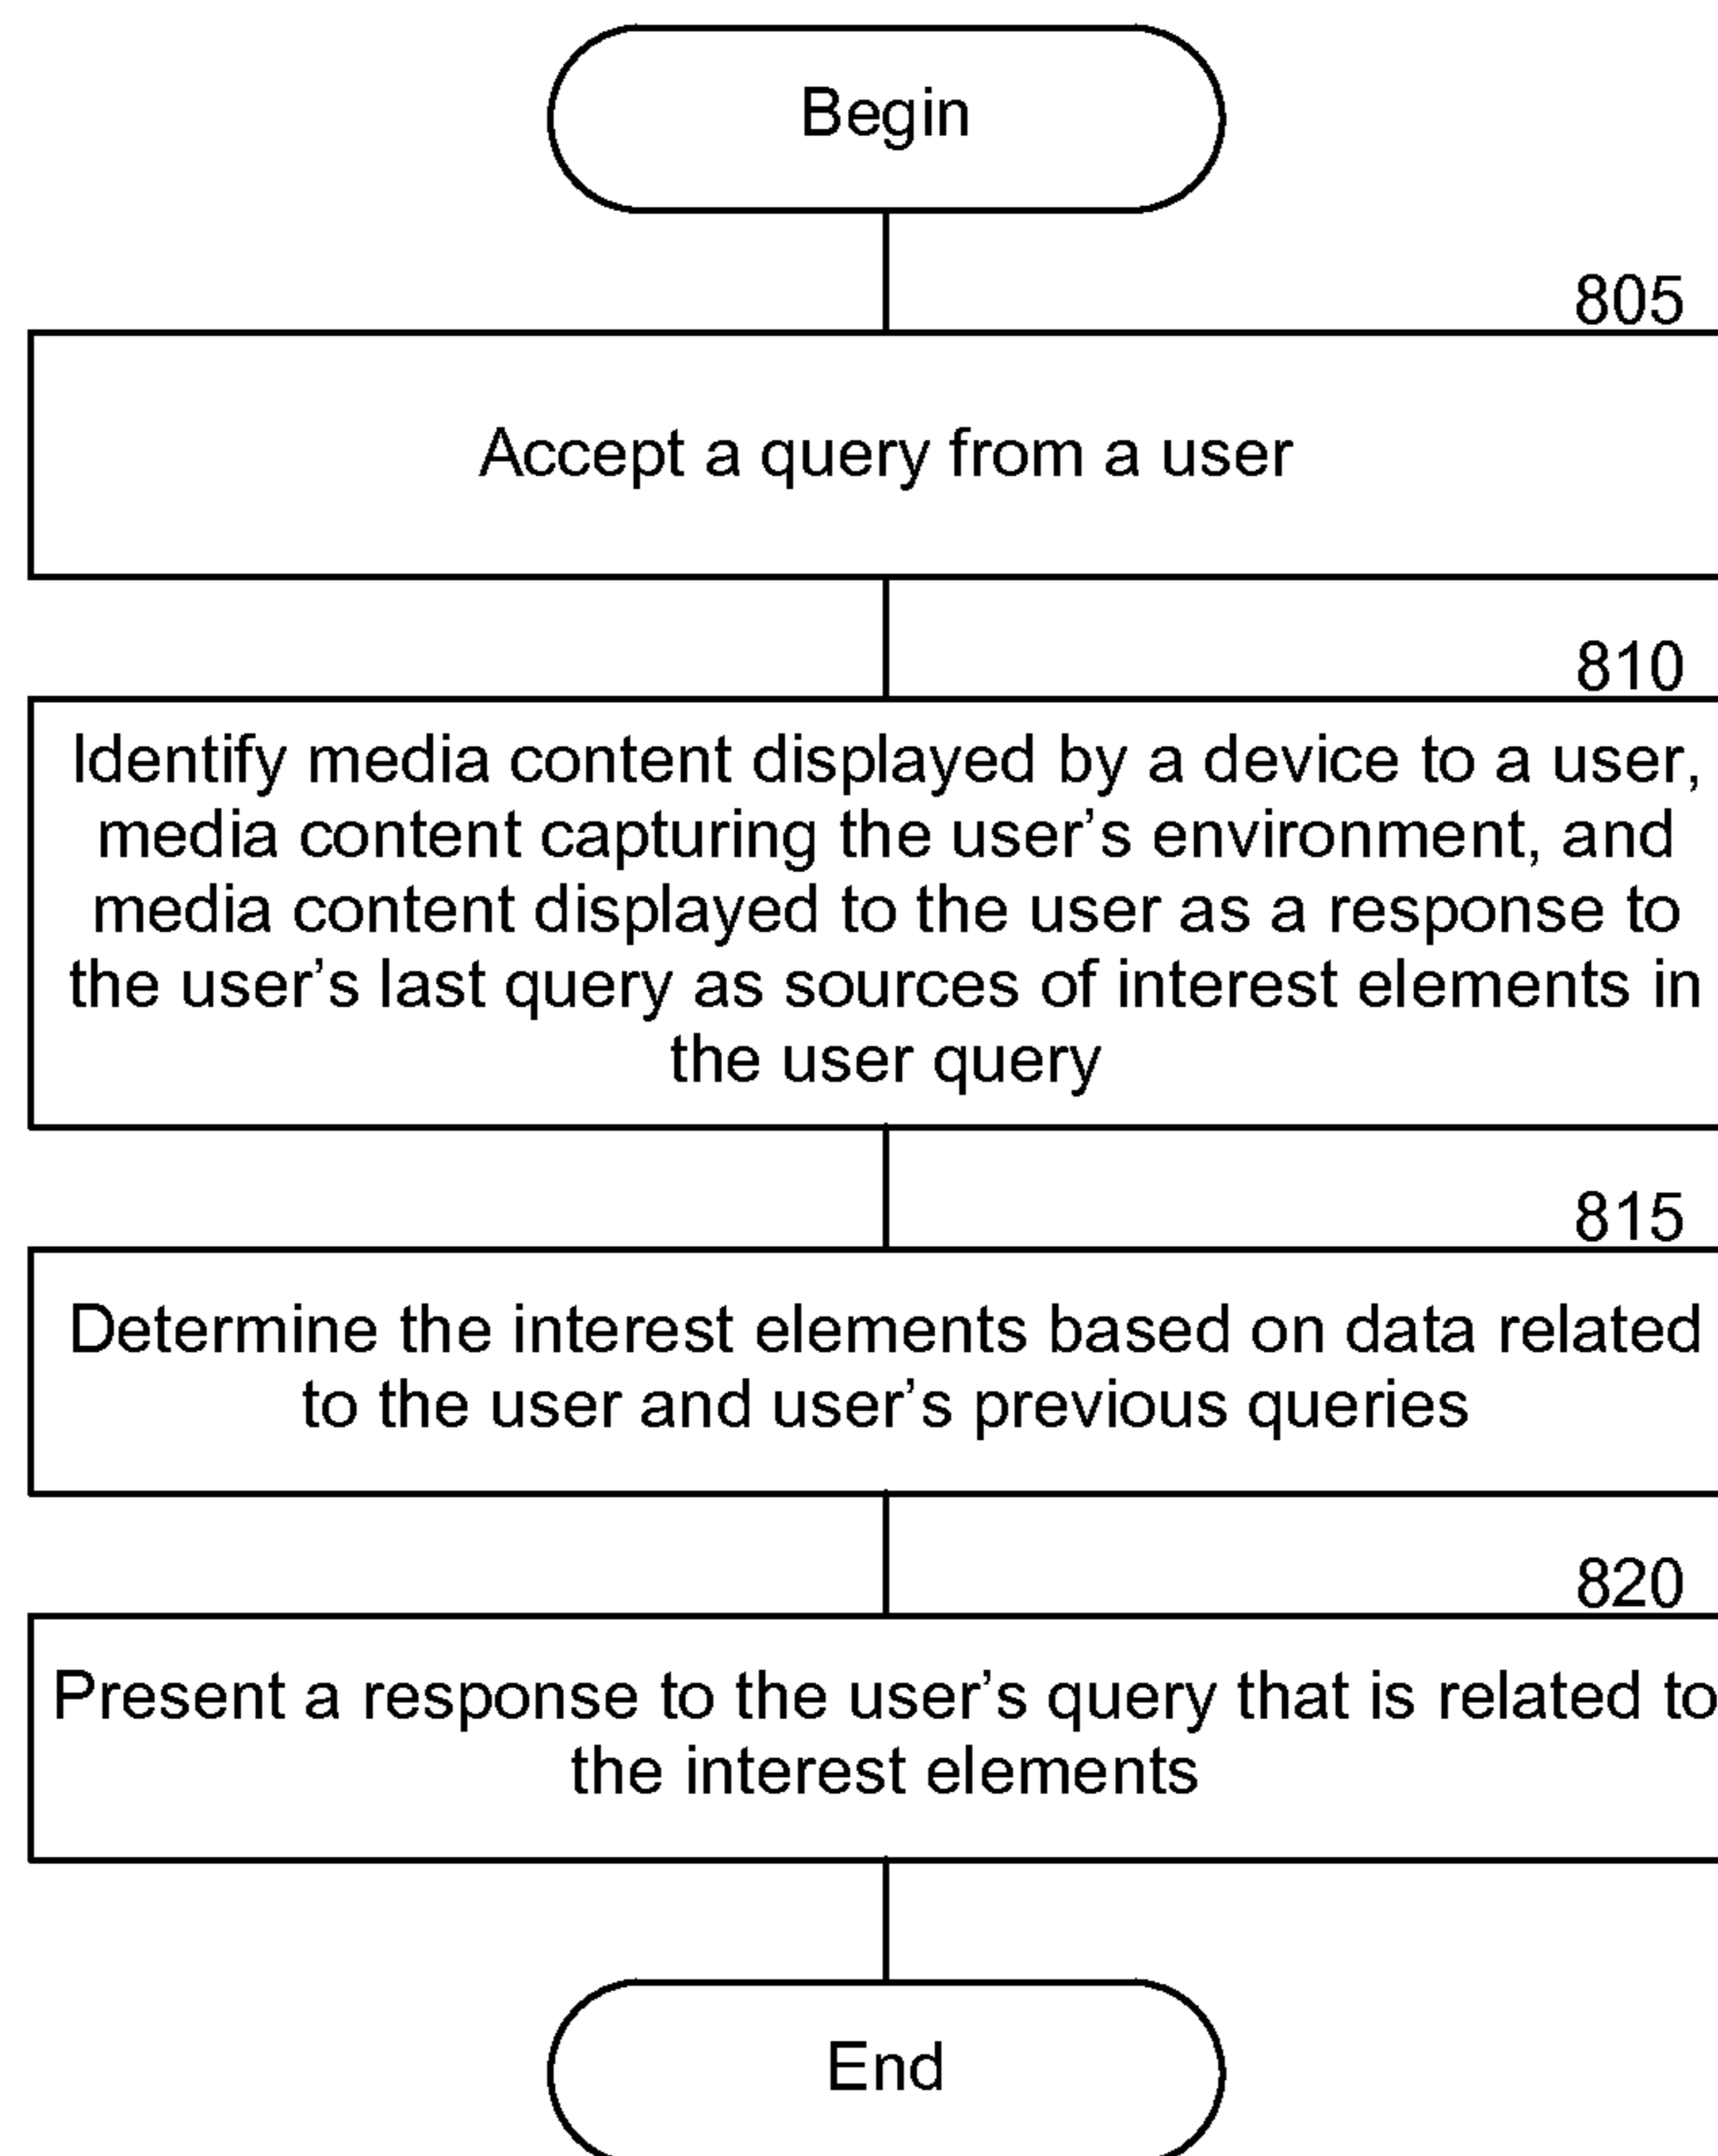 Begin
805
Accept a query from a user
810
Identify media content displayed by a device to a user,
media content capturing the user’s environment, and
media content displayed to the user as a response to
the user’s last query as sources of interest elements in
the user query
815
Determine the interest elements based on data related
to the user and user’s previous queries
820
Present a response to the user’s query that is related to
the interest elements
End